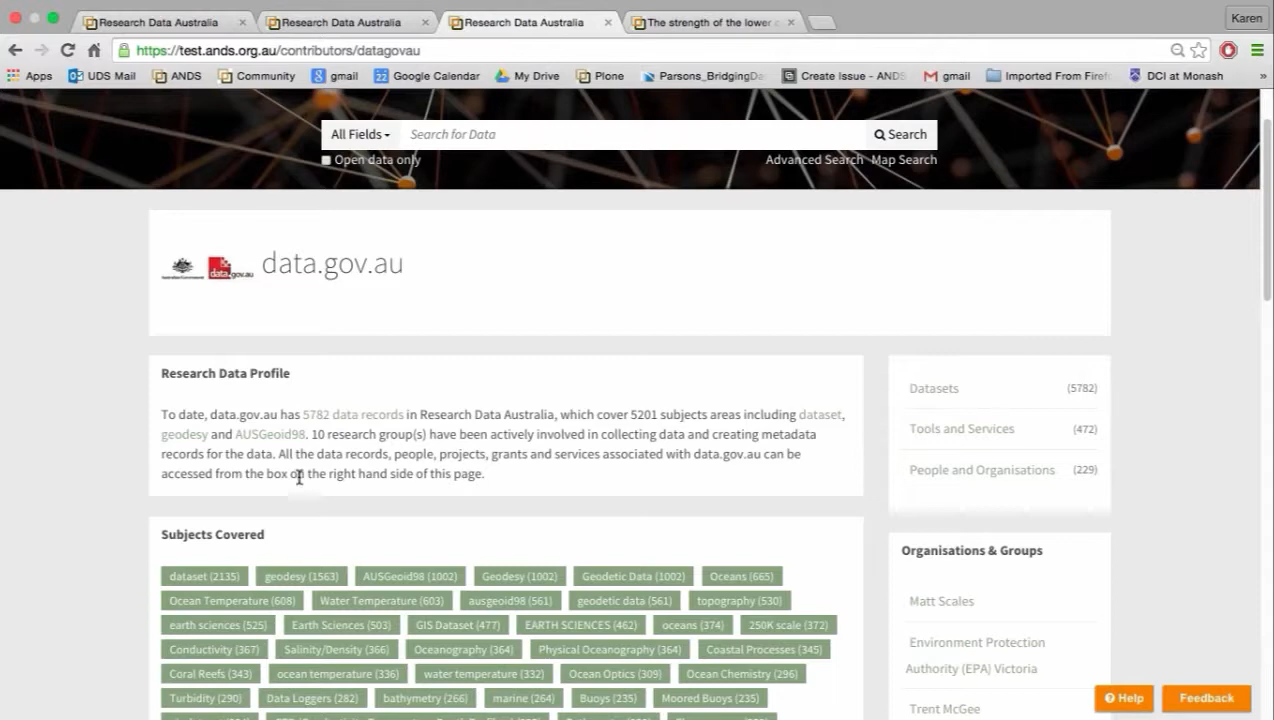 Research Data Australia
Research Data Australia
Research Data Australia
The strength of the lower
Karen
https://test.ands.org.au/contributors/datagovau
Apps UDS Mail ANDS Community gmail Google Calendar My Drive Plone Parsons_BridgingDa Create Issue - ANDS gmail Imported From Firef DCI at Monash »
All Fields Search for Data Search
Open data only Advanced Search Map Search
data.gov.au
data.gov.au
Research Data Profile
To date, data.gov.au has 5782 data records in Research Data Australia, which cover 5201 subjects areas including dataset,
geodesy and AUSGeoid98. 10 research group(s) have been actively involved in collecting data and creating metadata
records for the data. All the data records, people, projects, grants and services associated with data.gov.au can be
accessed from the box on the right hand side of this page.
Datasets (5782)
Tools and Services (472)
People and Organisations (229)
Subjects Covered
dataset (2135) geodesy (1563) AUSGeoid98 (1002) Geodesy (1002) Geodetic Data (1002) Oceans (665)
Ocean Temperature (608) Water Temperature (603) ausgeoid98 (561) geodetic data (561) topography (530)
earth sciences (525) Earth Sciences (503) GIS Dataset (477) EARTH SCIENCES (462) oceans (374) 250K scale (372)
Conductivity (367) Salinity/Density (366) Oceanography (364) Physical Oceanography (364) Coastal Processes (345)
Coral Reefs (343) ocean temperature (336) water temperature (332) Ocean Optics (309) Ocean Chemistry (296)
Turbidity (290) Data Loggers (282) bathymetry (266) marine (264) Buoys (235) Moored Buoys (235)
Organisations & Groups
Matt Scales
Environment Protection
Authority (EPA) Victoria
Trent McGee
Help Feedback